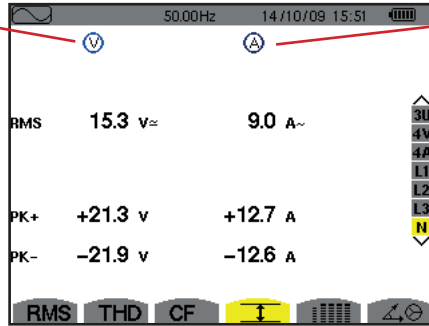 50.00Hz 14/10/09 15:51
V A
RMS 15.3 V≃ 9.0 A~
3U
4V
4A
L1
L2
L3
N
PK+ +21.3 V +12.7 A
PK- −21.9 V −12.6 A
RMS THD CF